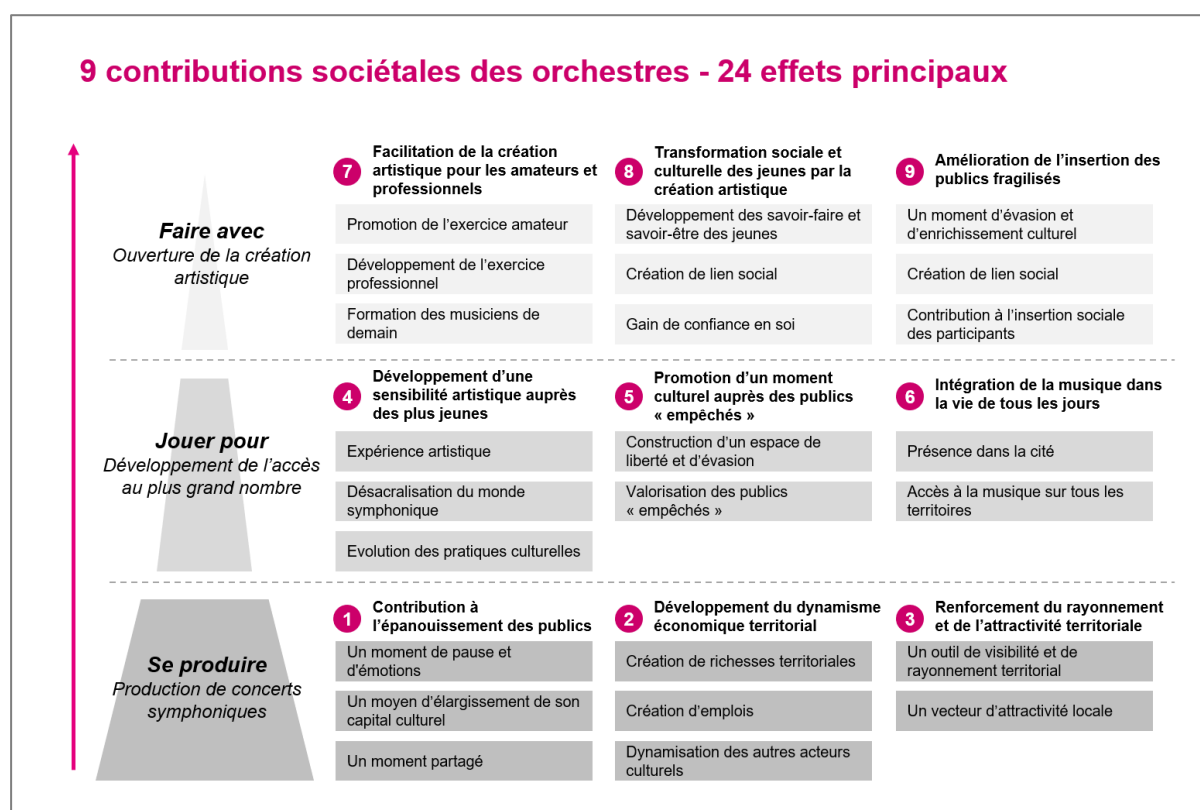 9 contributions sociétales des orchestres - 24 effets principaux
Faire avec
Ouverture de la création
artistique
7
Facilitation de la création
artistique pour les amateurs et
professionnels
Promotion de l’exercice amateur
Développement de l’exercice
professionnel
Formation des musiciens de
demain
8
Transformation sociale et
culturelle des jeunes par la
création artistique
Développement des savoir-faire et
savoir-être des jeunes
Création de lien social
Gain de confiance en soi
9
Amélioration de l’insertion des
publics fragilisés
Un moment d’évasion et
d’enrichissement culturel
Création de lien social
Contribution à l’insertion sociale
des participants
Jouer pour
Développement de l’accès
au plus grand nombre
4
Développement d’une
sensibilité artistique auprès
des plus jeunes
Expérience artistique
Désacralisation du monde
symphonique
Evolution des pratiques culturelles
5
Promotion d’un moment
culturel auprès des publics
« empêchés »
Construction d’un espace de
liberté et d’évasion
Valorisation des publics
« empêchés »
6
Intégration de la musique dans
la vie de tous les jours
Présence dans la cité
Accès à la musique sur tous les
territoires
Se produire
Production de concerts
symphoniques
1
Contribution à
l’épanouissement des publics
Un moment de pause et
d'émotions
Un moyen d’élargissement de son
capital culturel
Un moment partagé
2
Développement du dynamisme
économique territorial
Création de richesses territoriales
Création d’emplois
Dynamisation des autres acteurs
culturels
3
Renforcement du rayonnement
et de l’attractivité territoriale
Un outil de visibilité et de
rayonnement territorial
Un vecteur d’attractivité locale